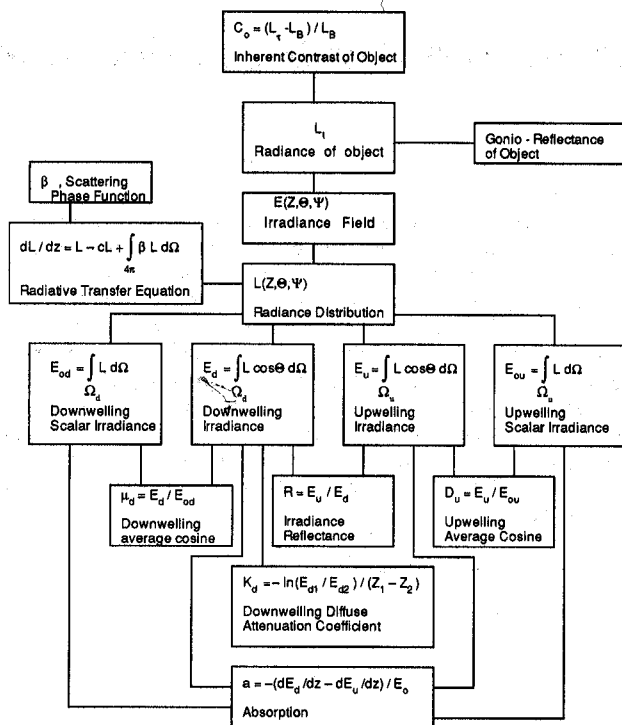 C₀ = (L_τ - L_B) / L_B
Inherent Contrast of Object
L_t
Radiance of object
Gonio - Reflectance
of Object
β , Scattering
Phase Function
E(Z,Θ,Ψ)
Irradiance Field
dL / dz = L - cL + ∫ β L dΩ
4π
Radiative Transfer Equation
L(Z,Θ,Ψ)
Radiance Distribution
E_od = ∫ L dΩ
Ω_d
Downwelling
Scalar Irradiance
E_d = ∫ L cosΘ dΩ
Ω_d
Downwelling
Irradiance
E_u = ∫ L cosΘ dΩ
Ω_u
Upwelling
Irradiance
E_ou = ∫ L dΩ
Ω_u
Upwelling
Scalar Irradiance
μ_d = E_d / E_od
Downwelling
average cosine
R = E_u / E_d
Irradiance
Reflectance
D_u = E_u / E_ou
Upwelling
Average Cosine
K_d = - ln(E_d1 / E_d2) / (Z₁ - Z₂)
Downwelling Diffuse
Attenuation Coefficient
a = -(dE_d /dz - dE_u /dz) / E_o
Absorption